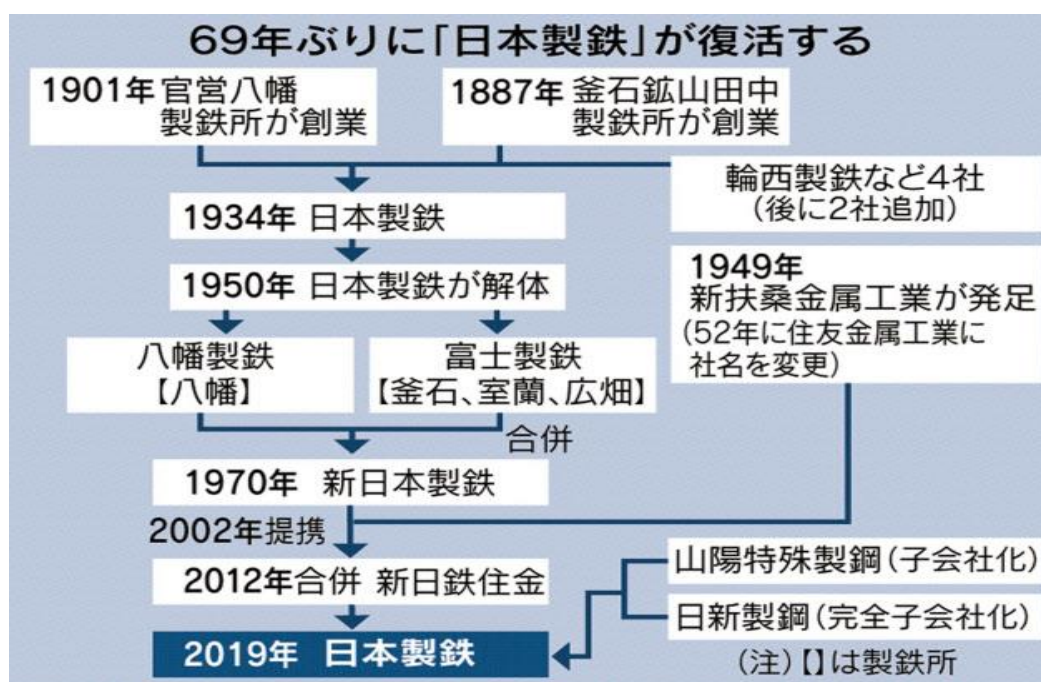 69年ぶりに「日本製鉄」が復活する
1901年 官営八幡
製鉄所が創業
1887年 釜石鉱山田中
製鉄所が創業
輪西製鉄など4社
(後に2社追加)
1934年 日本製鉄
1950年 日本製鉄が解体
1949年
新扶桑金属工業が発足
(52年に住友金属工業に
社名を変更)
八幡製鉄
【八幡】
富士製鉄
【釜石、室蘭、広畑】
合併
1970年 新日本製鉄
2002年提携
2012年合併 新日鉄住金
山陽特殊製鋼(子会社化)
日新製鋼(完全子会社化)
2019年 日本製鉄
(注)【】は製鉄所